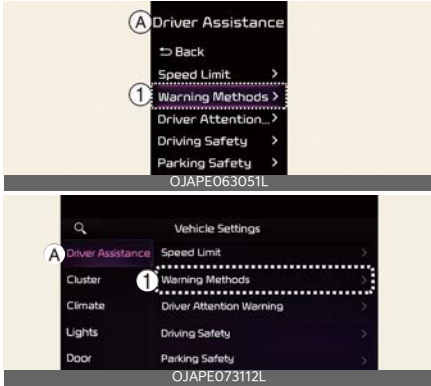 A Driver Assistance
Back
Speed Limit >
1 Warning Methods >
Driver Attention... >
Driving Safety >
Parking Safety >
OJAPE063051L
Vehicle Settings
A Driver Assistance Speed Limit >
Cluster 1 Warning Methods >
Climate Driver Attention Warning >
Lights Driving Safety >
Door Parking Safety >
OJAPE073112L